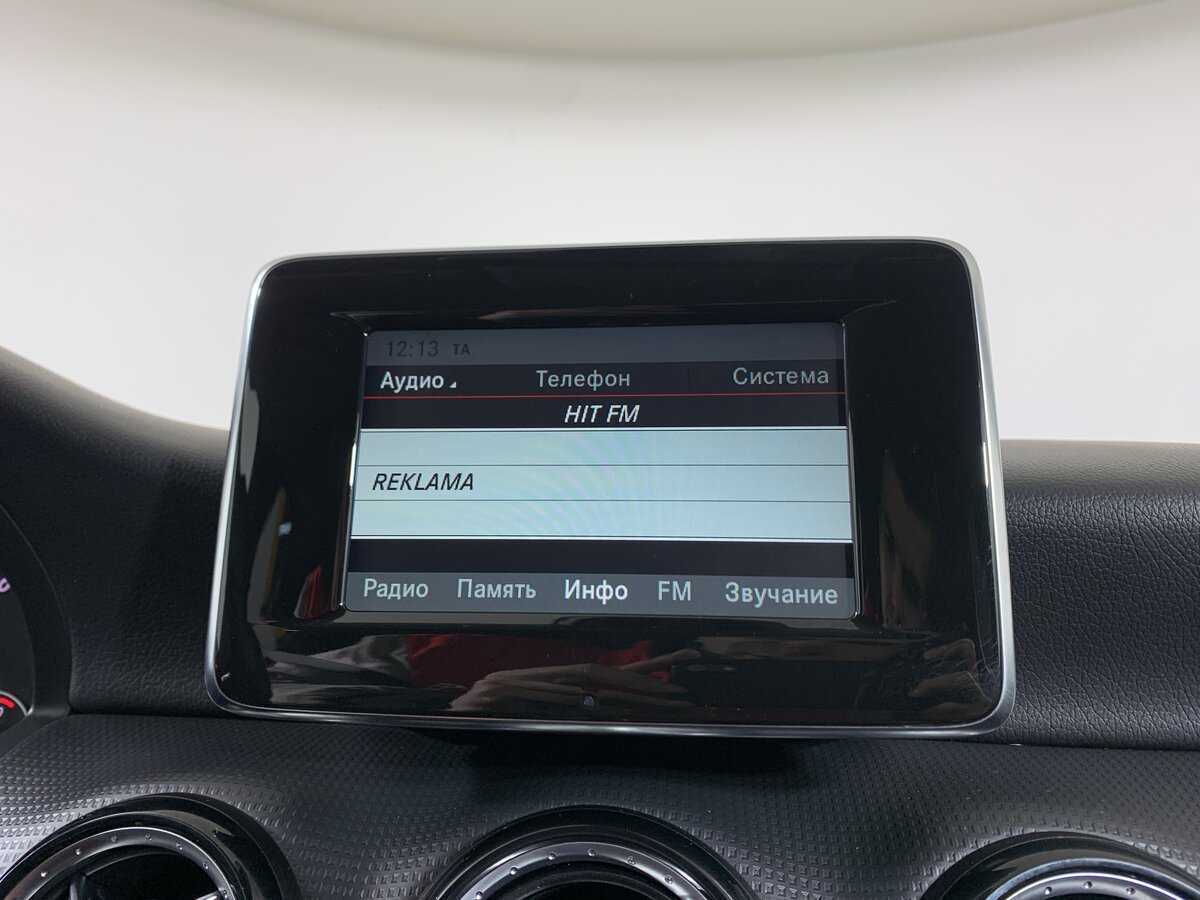 12:13 TA
Аудио Телефон Система
HIT FM
REKLAMA
Радио Память Инфо FM Звучание